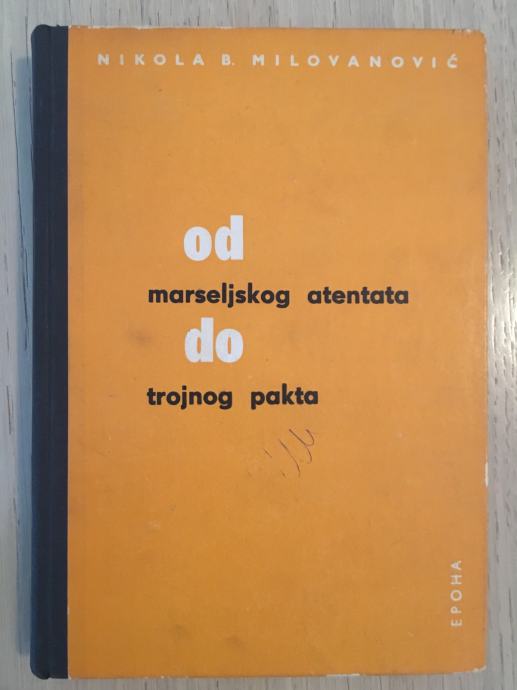 NIKOLA B. MILOVANOVIĆ
od
marseljskog atentata
do
trojnog pakta
EPOHA